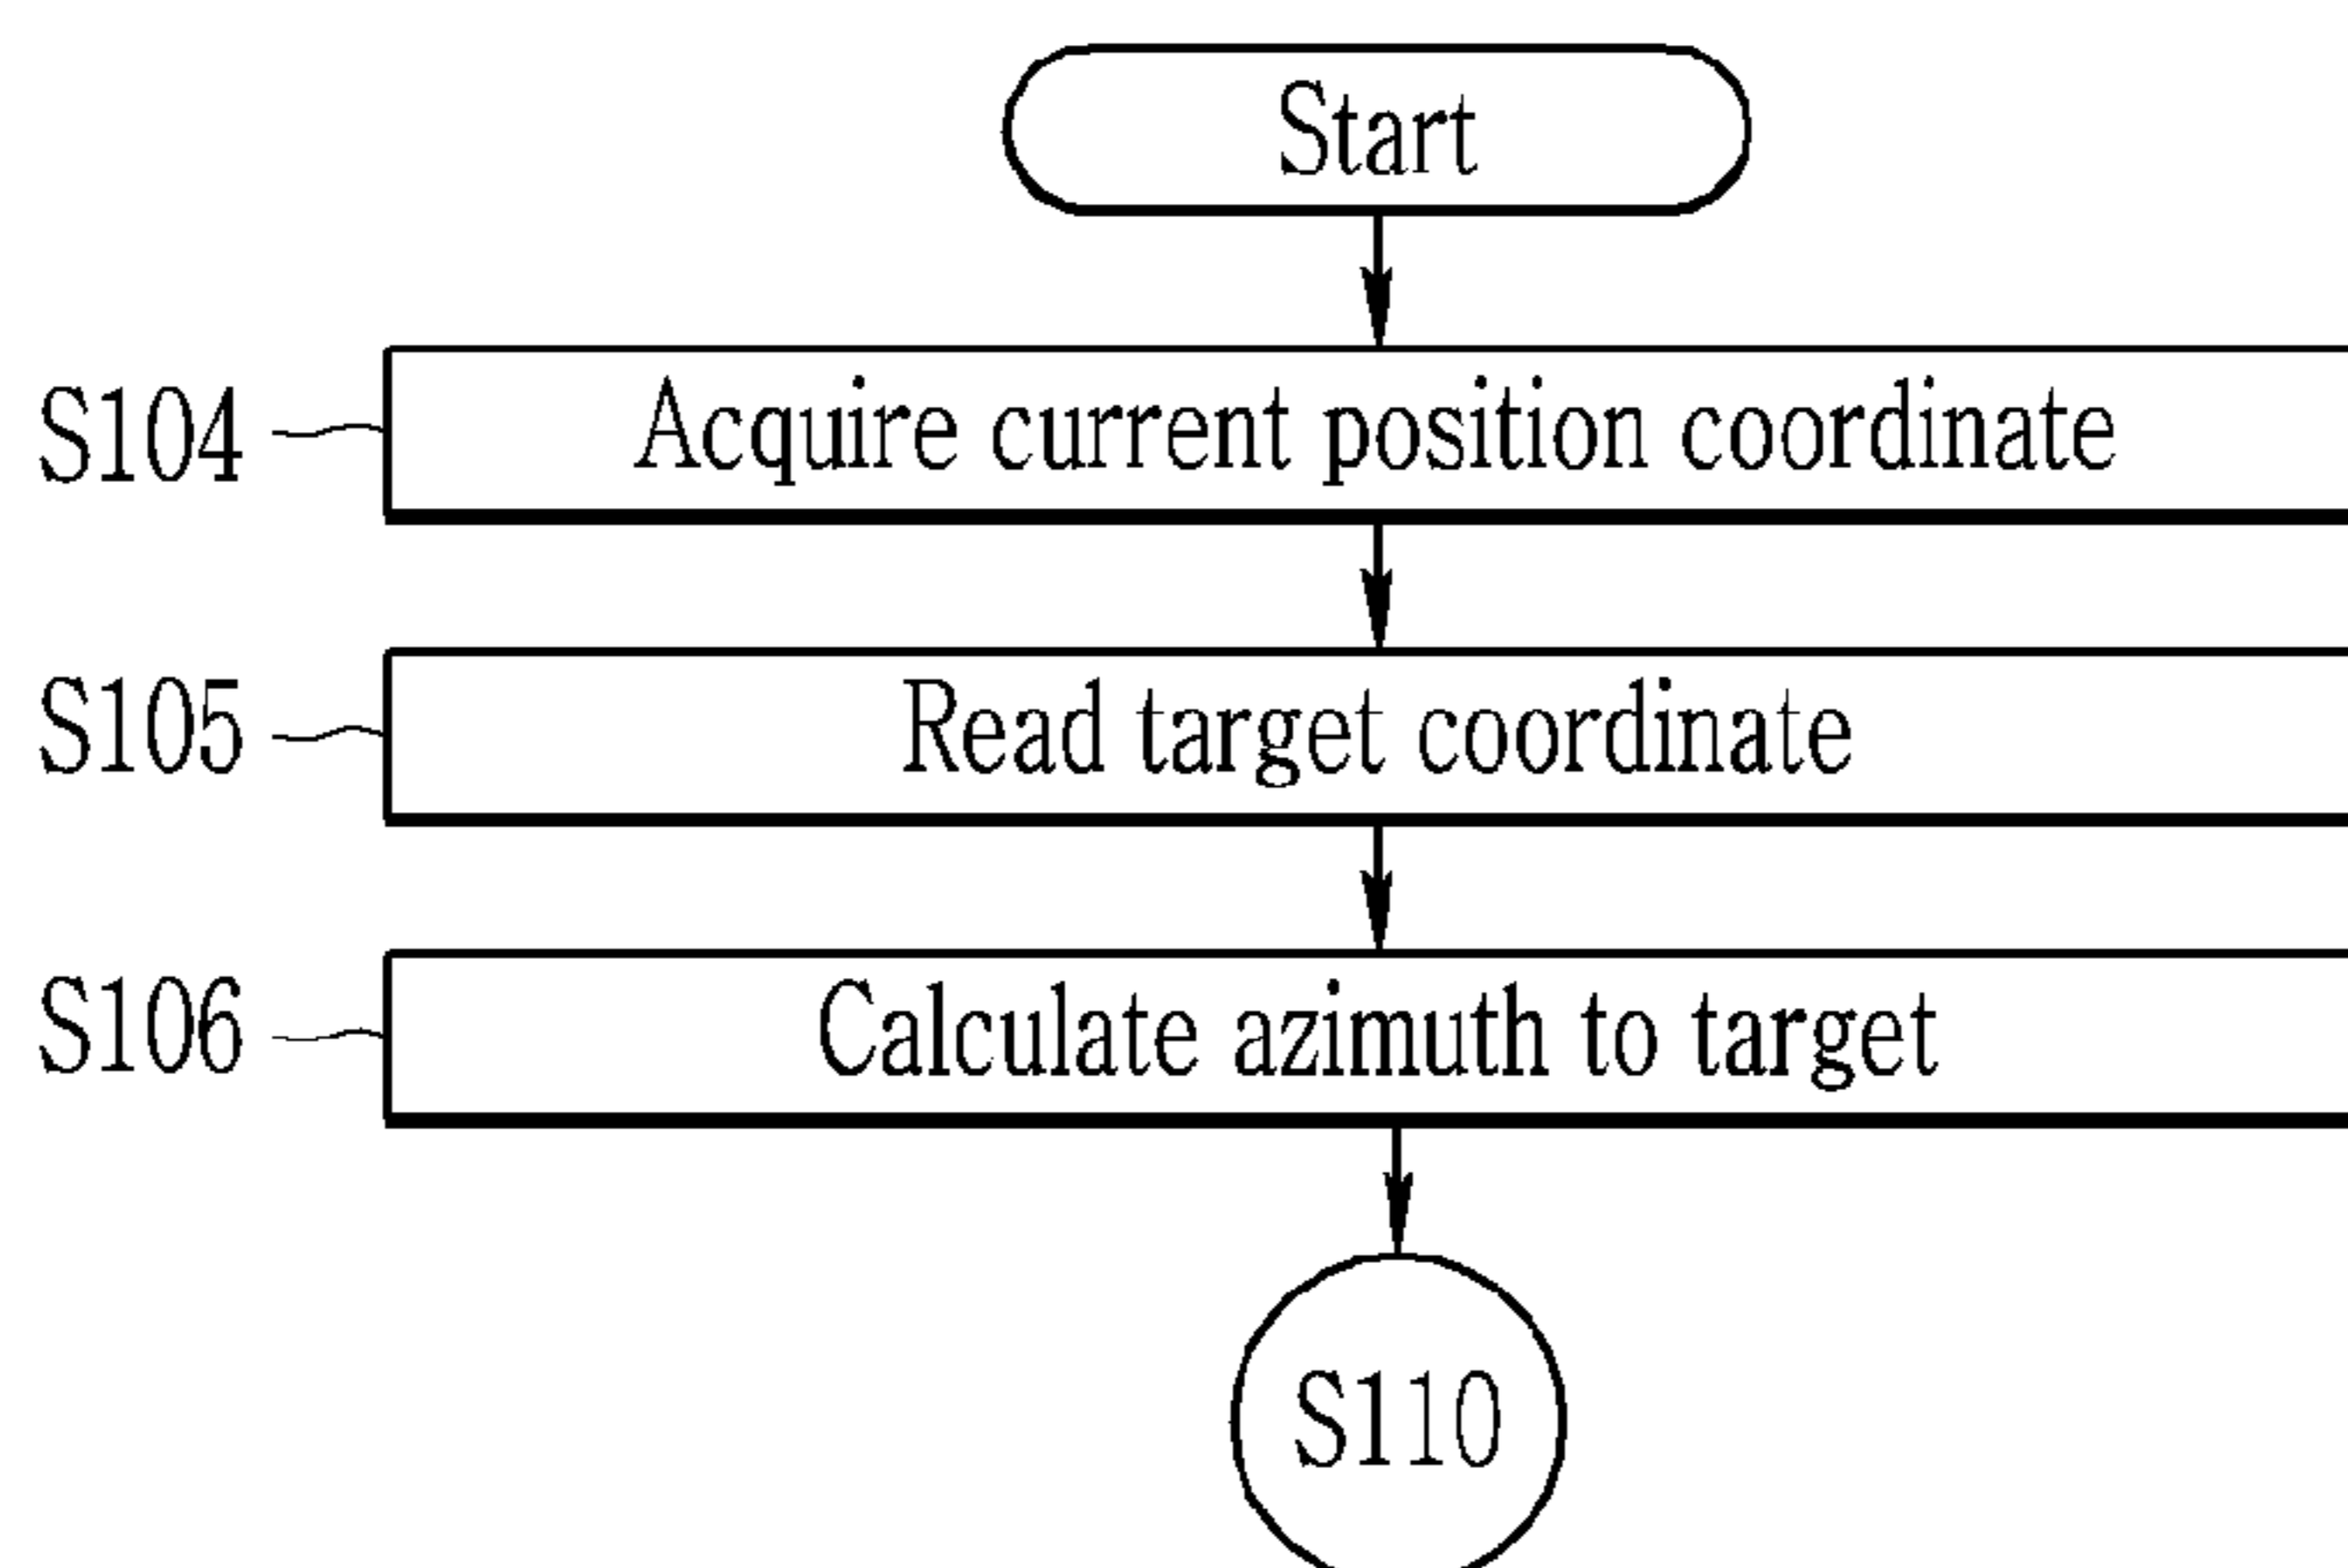 Start
S104 Acquire current position coordinate
S105 Read target coordinate
S106 Calculate azimuth to target
S110